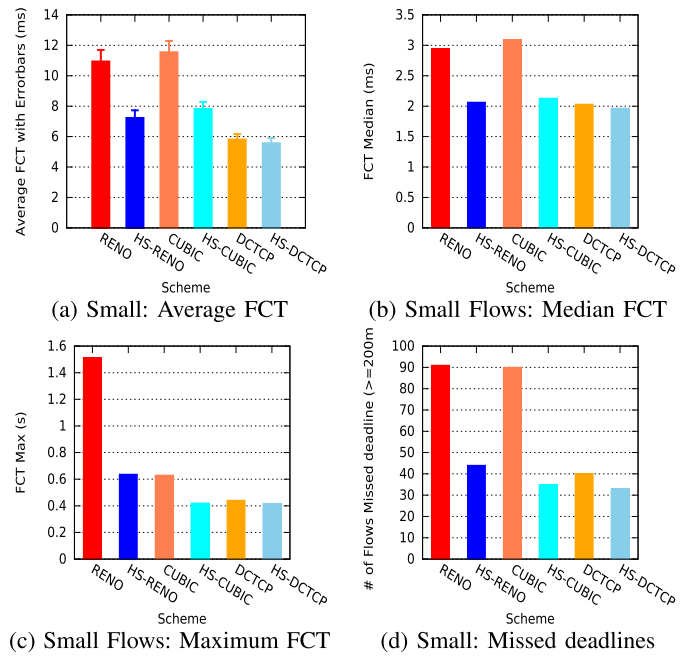 14
12
10
8
6
4
2
0
Average FCT with Errorbars (ms)
RENO
HS-RENO
CUBIC
HS-CUBIC
DCTCP
HS-DCTCP
Scheme
(a) Small: Average FCT
3.5
3
2.5
2
1.5
1
0.5
0
FCT Median (ms)
RENO
HS-RENO
CUBIC
HS-CUBIC
DCTCP
HS-DCTCP
Scheme
(b) Small Flows: Median FCT
1.6
1.4
1.2
1
0.8
0.6
0.4
0.2
0
FCT Max (s)
RENO
HS-RENO
CUBIC
HS-CUBIC
DCTCP
HS-DCTCP
Scheme
(c) Small Flows: Maximum FCT
100
90
80
70
60
50
40
30
20
10
0
# of Flows Missed deadline (>=200m
RENO
HS-RENO
CUBIC
HS-CUBIC
DCTCP
HS-DCTCP
Scheme
(d) Small: Missed deadlines